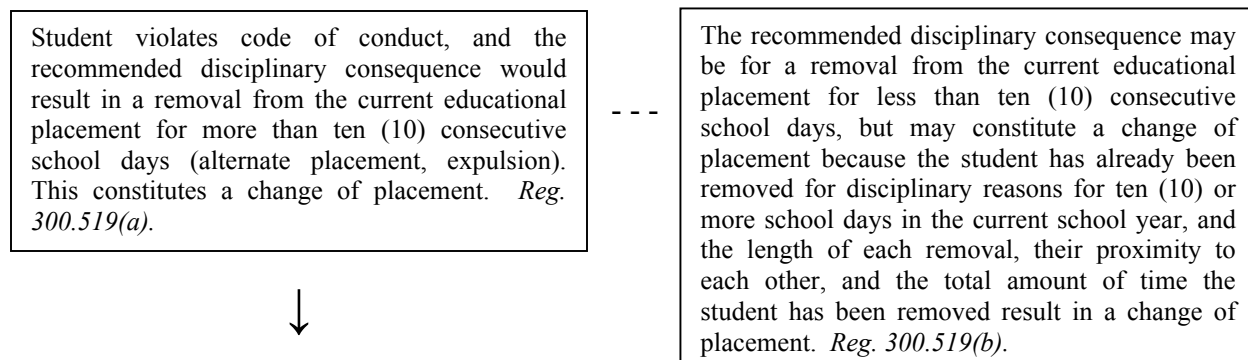 Student violates code of conduct, and the
recommended disciplinary consequence would
result in a removal from the current educational
placement for more than ten (10) consecutive
school days (alternate placement, expulsion).
This constitutes a change of placement. Reg.
300.519(a).
- - -
The recommended disciplinary consequence may
be for a removal from the current educational
placement for less than ten (10) consecutive
school days, but may constitute a change of
placement because the student has already been
removed for disciplinary reasons for ten (10) or
more school days in the current school year, and
the length of each removal, their proximity to
each other, and the total amount of time the
student has been removed result in a change of
placement. Reg. 300.519(b).